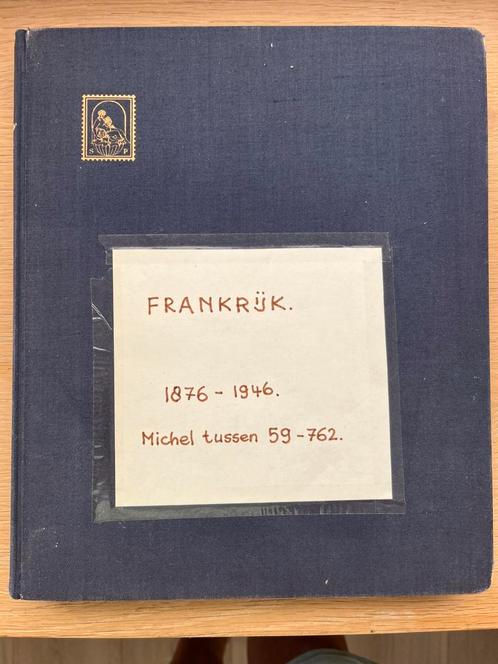 S P
FRANKRIJK.
1876 - 1946.
Michel tussen 59 - 762.